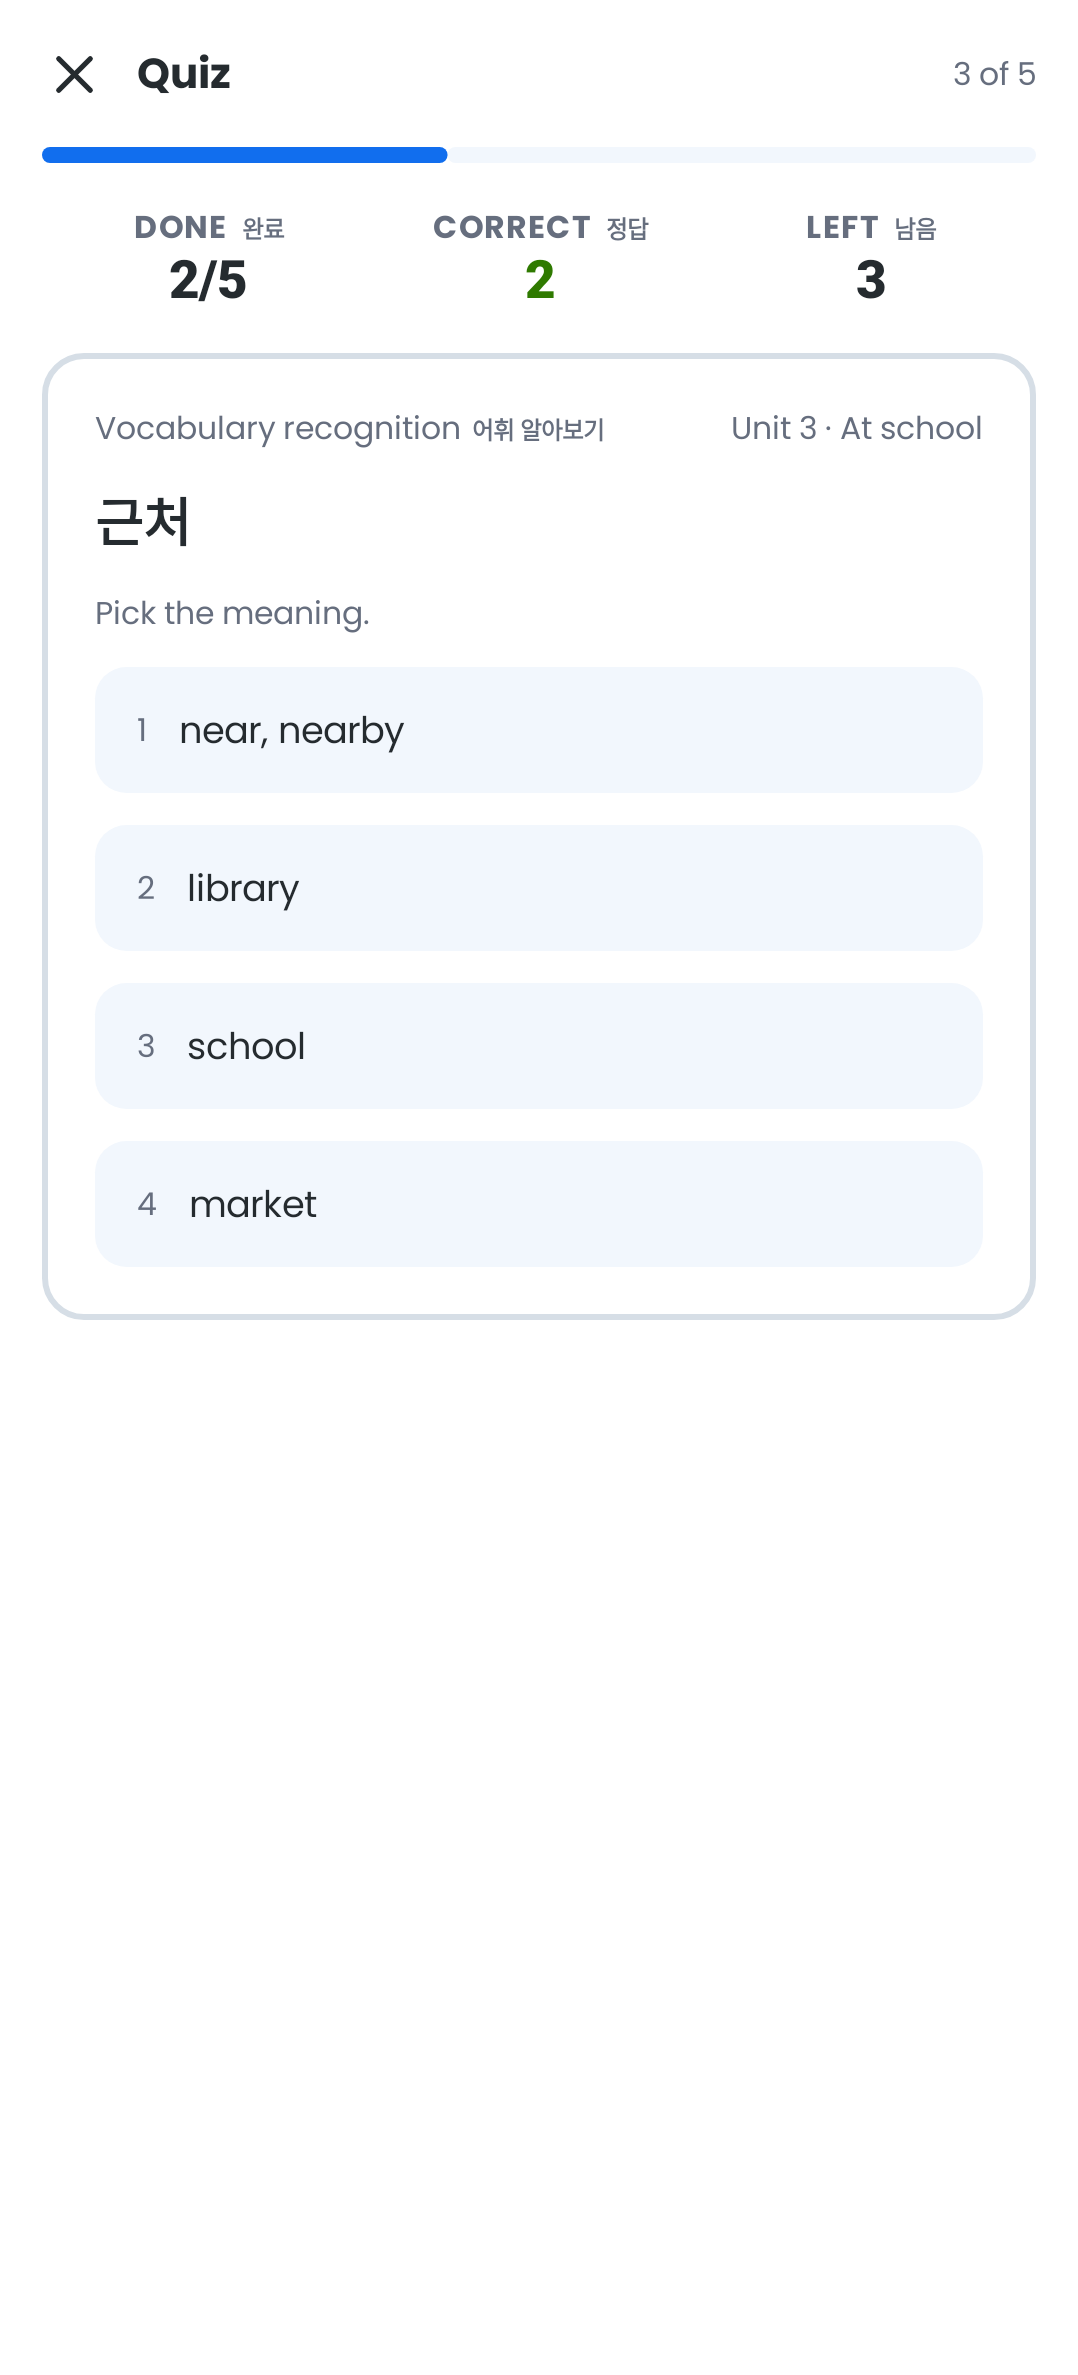 Quiz
3 of 5
DONE 완료
2/5
CORRECT 정답
2
LEFT 남음
3
Vocabulary recognition 어휘 알아보기
Unit 3 · At school
근처
Pick the meaning.
1 near, nearby
2 library
3 school
4 market